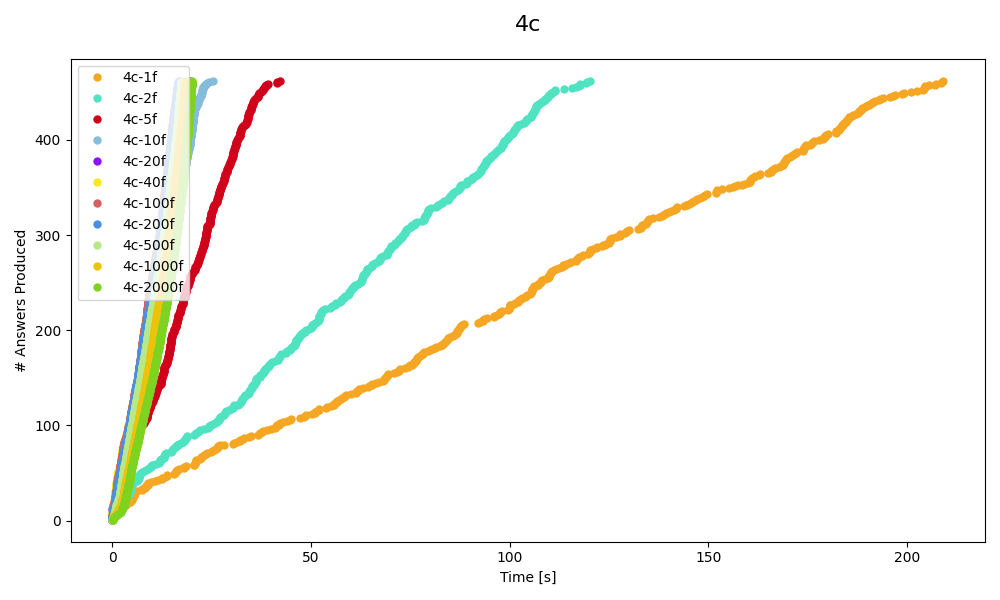 4c
4c-1f
4c-2f
4c-5f
4c-10f
4c-20f
4c-40f
4c-100f
4c-200f
4c-500f
4c-1000f
4c-2000f
# Answers Produced
400
300
200
100
0
0 50 100 150 200
Time [s]